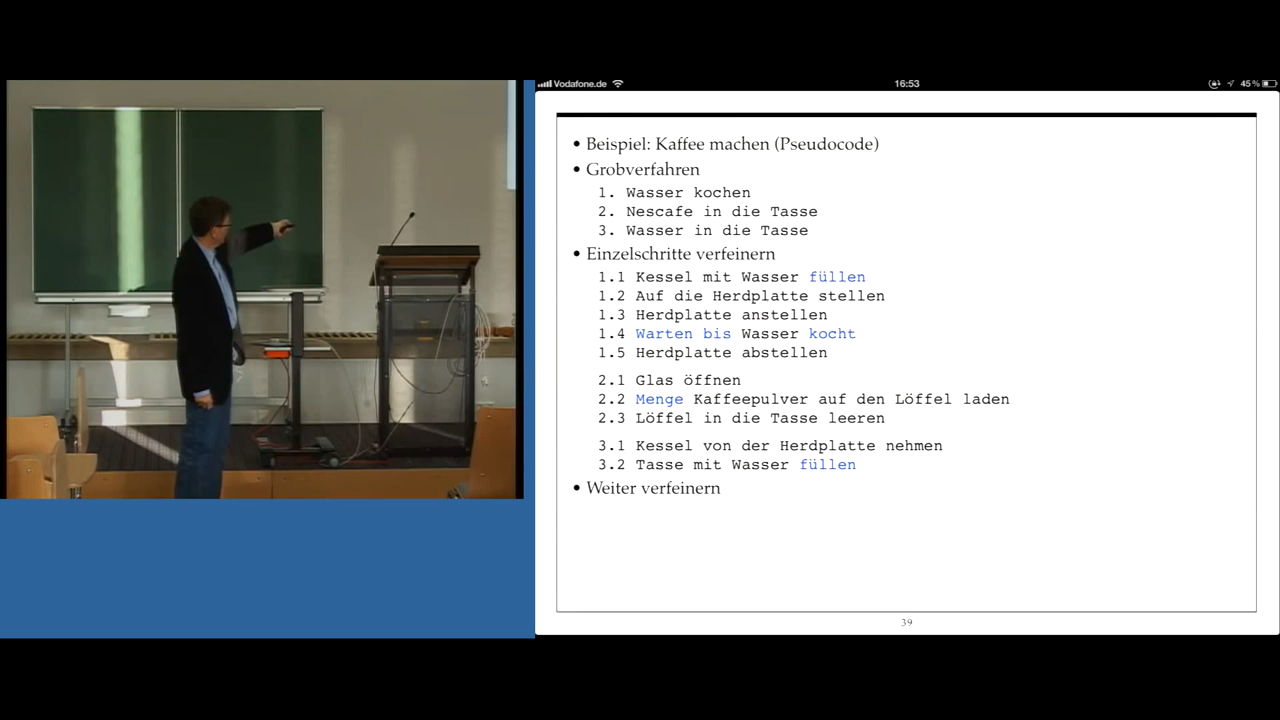 Vodafone.de
16:53
45%
• Beispiel: Kaffee machen (Pseudocode)
• Grobverfahren
1. Wasser kochen
2. Nescafe in die Tasse
3. Wasser in die Tasse
• Einzelschritte verfeinern
1.1 Kessel mit Wasser füllen
1.2 Auf die Herdplatte stellen
1.3 Herdplatte anstellen
1.4 Warten bis Wasser kocht
1.5 Herdplatte abstellen
2.1 Glas öffnen
2.2 Menge Kaffeepulver auf den Löffel laden
2.3 Löffel in die Tasse leeren
3.1 Kessel von der Herdplatte nehmen
3.2 Tasse mit Wasser füllen
• Weiter verfeinern
39